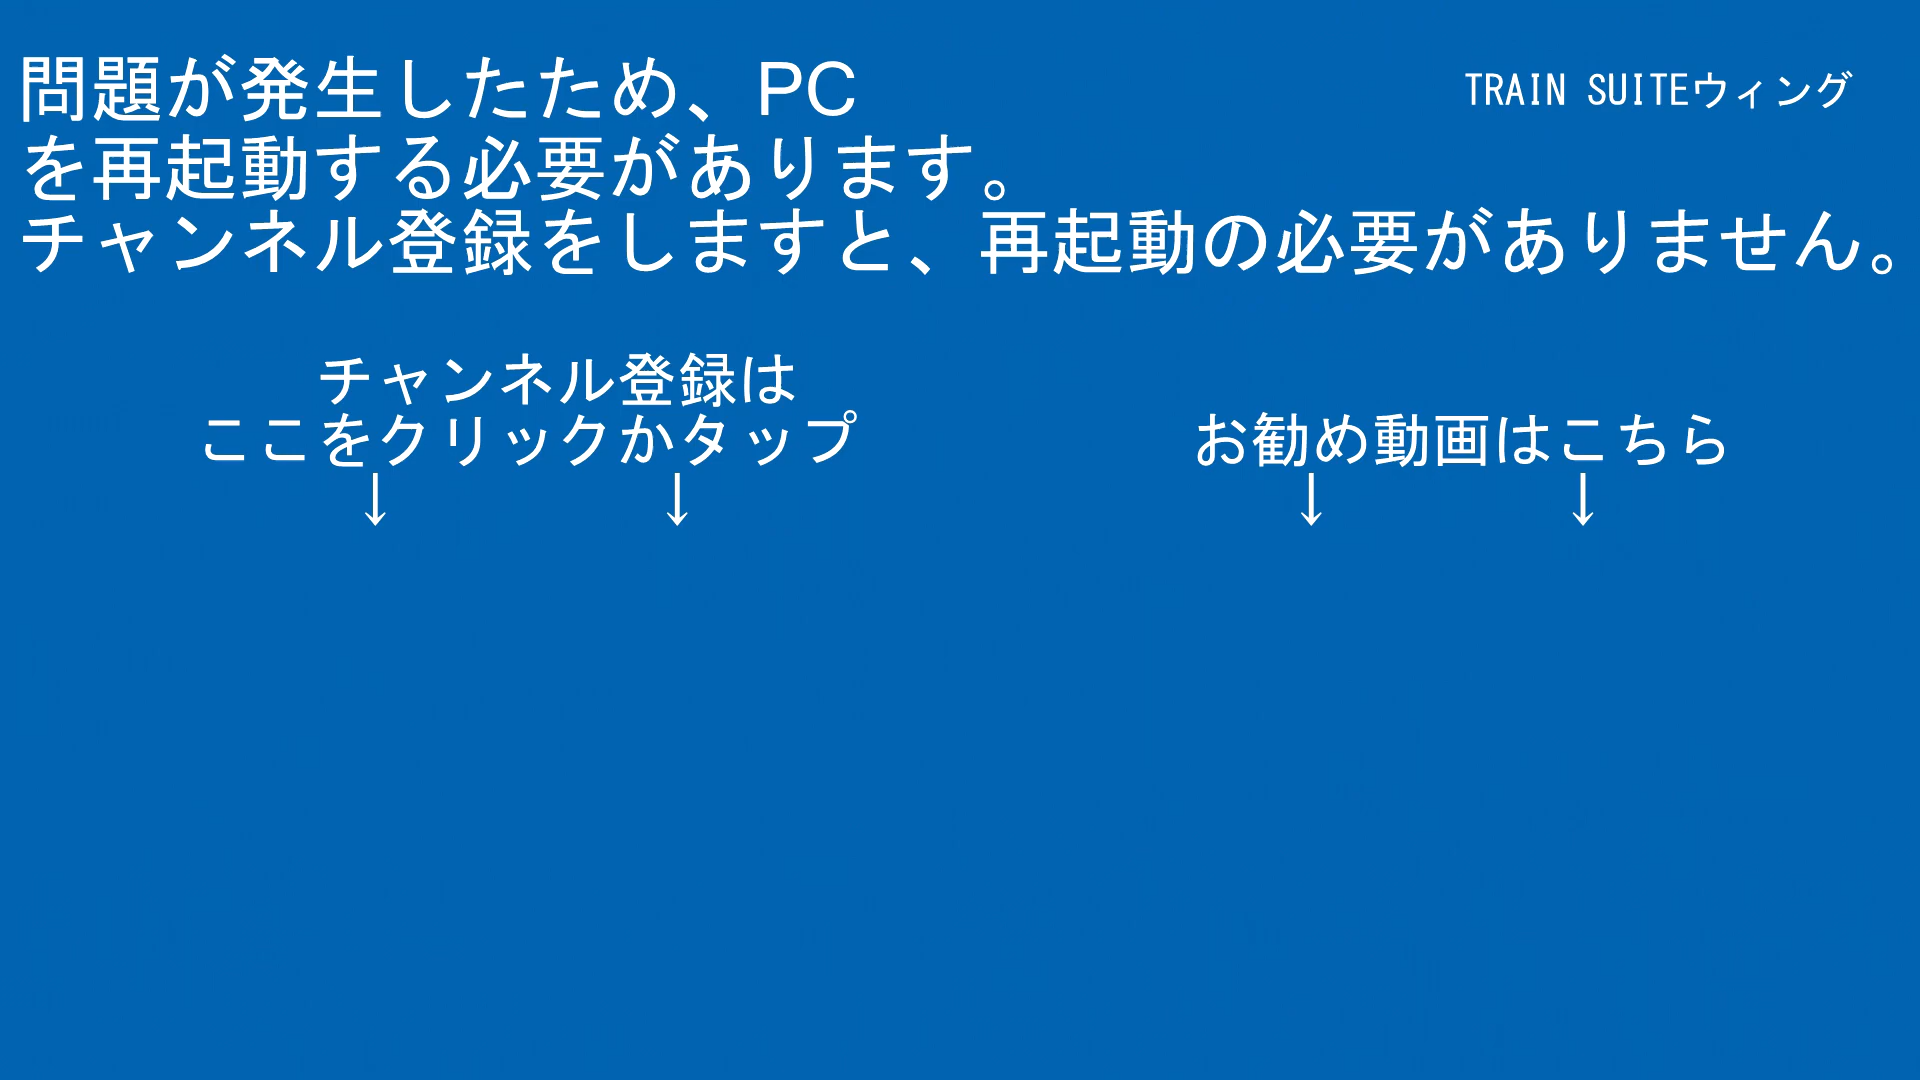 問題が発生したため、PC
を再起動する必要があります。
チャンネル登録をしますと、再起動の必要がありません。
TRAIN SUITEウィング
チャンネル登録は
ここをクリックかタップ
↓ ↓
お勧め動画はこちら
↓ ↓